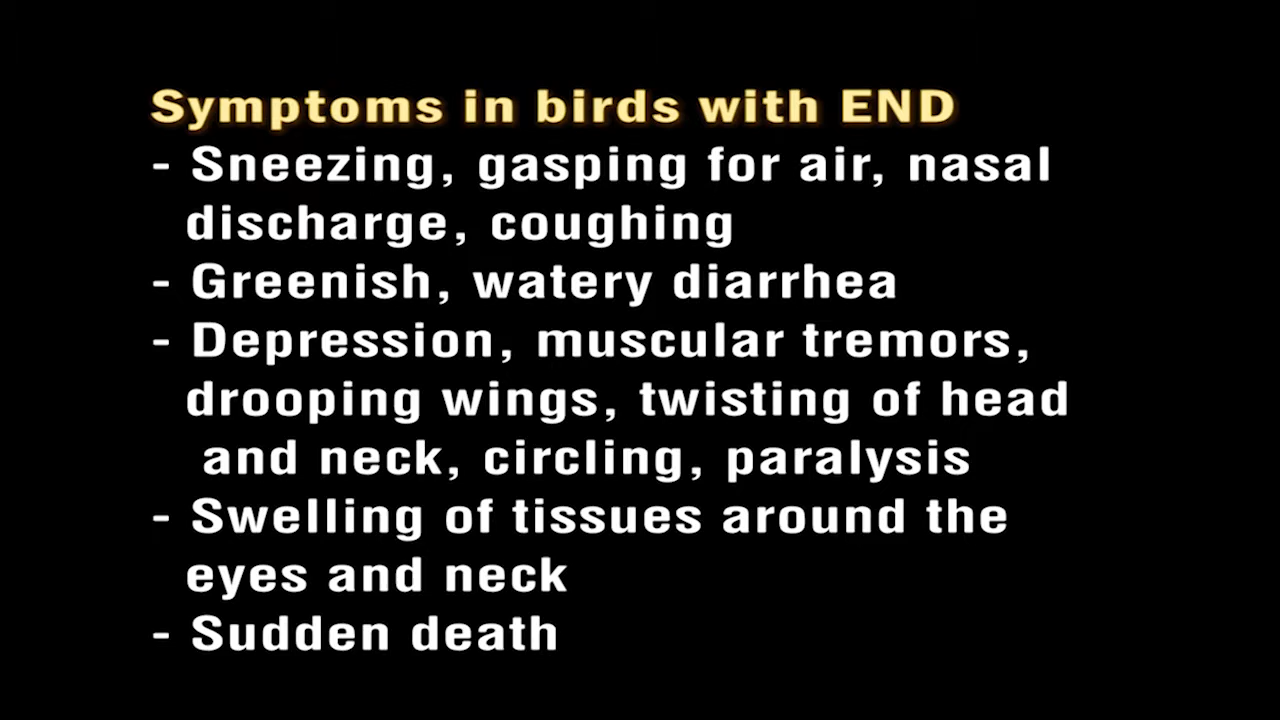 Symptoms in birds with END
- Sneezing, gasping for air, nasal
discharge, coughing
- Greenish, watery diarrhea
- Depression, muscular tremors,
drooping wings, twisting of head
and neck, circling, paralysis
- Swelling of tissues around the
eyes and neck
- Sudden death